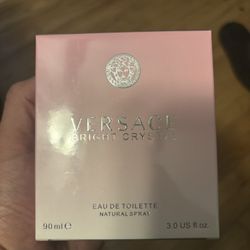 VERSACE
BRIGHT CRYSTAL
EAU DE TOILETTE
NATURAL SPRAY
90 ml ℮ 3.0 US fl. oz.